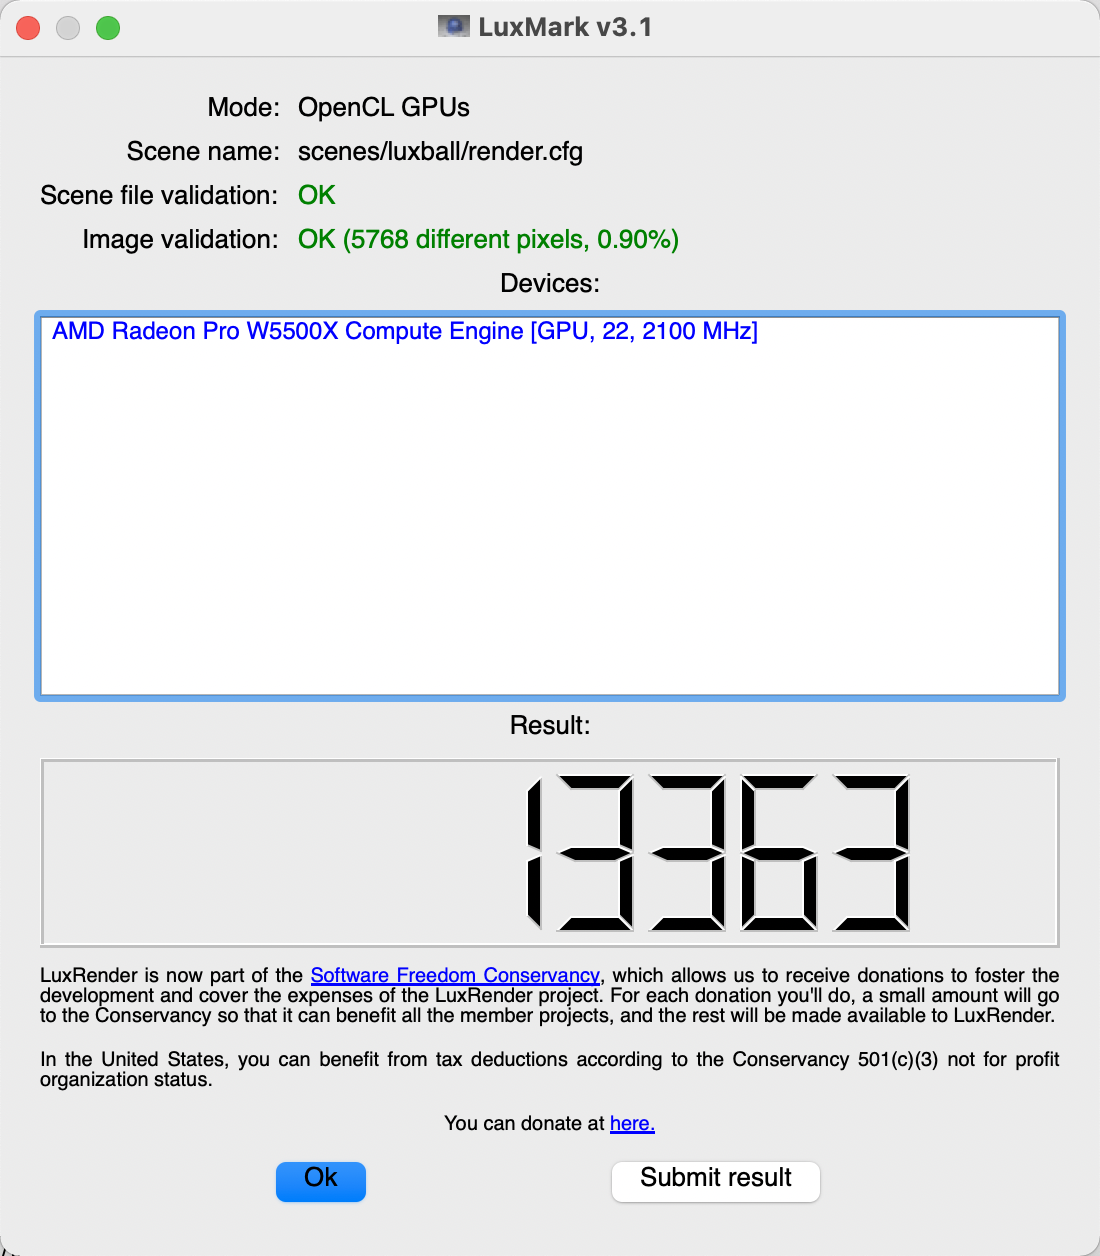 LuxMark v3.1
Mode: OpenCL GPUs
Scene name: scenes/luxball/render.cfg
Scene file validation: OK
Image validation: OK (5768 different pixels, 0.90%)
Devices:
AMD Radeon Pro W5500X Compute Engine [GPU, 22, 2100 MHz]
Result:
13363
LuxRender is now part of the Software Freedom Conservancy, which allows us to receive donations to foster the
development and cover the expenses of the LuxRender project. For each donation you'll do, a small amount will go
to the Conservancy so that it can benefit all the member projects, and the rest will be made available to LuxRender.
In the United States, you can benefit from tax deductions according to the Conservancy 501(c)(3) not for profit
organization status.
You can donate at here.
Ok
Submit result